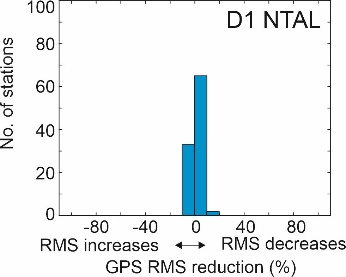 D1 NTAL
No. of stations
100
80
60
40
20
0
-80 -40 0 40 80
RMS increases RMS decreases
GPS RMS reduction (%)